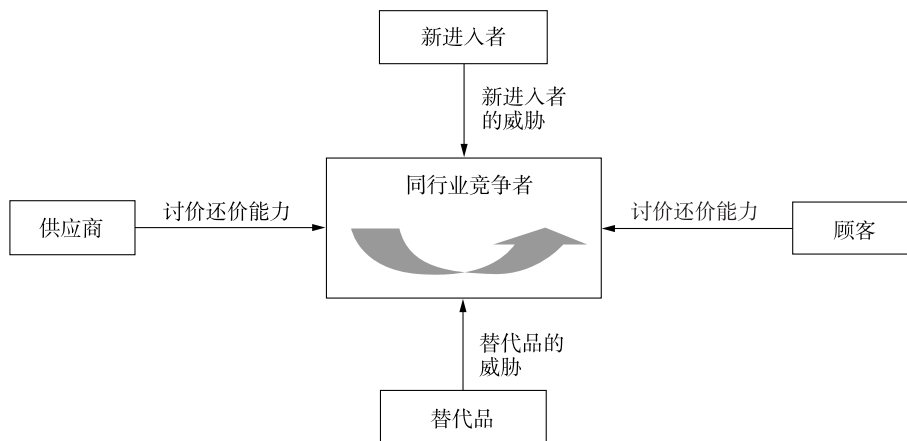 新进入者
新进入者
的威胁
同行业竞争者
供应商
讨价还价能力
讨价还价能力
顾客
替代品的
威胁
替代品